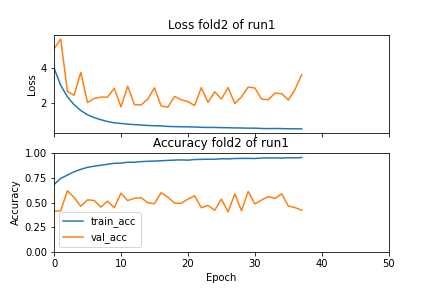 Loss fold2 of run1
4
2
Loss
Accuracy fold2 of run1
1.00
0.75
0.50
0.25
0.00
Accuracy
train_acc
val_acc
0 10 20 30 40 50
Epoch